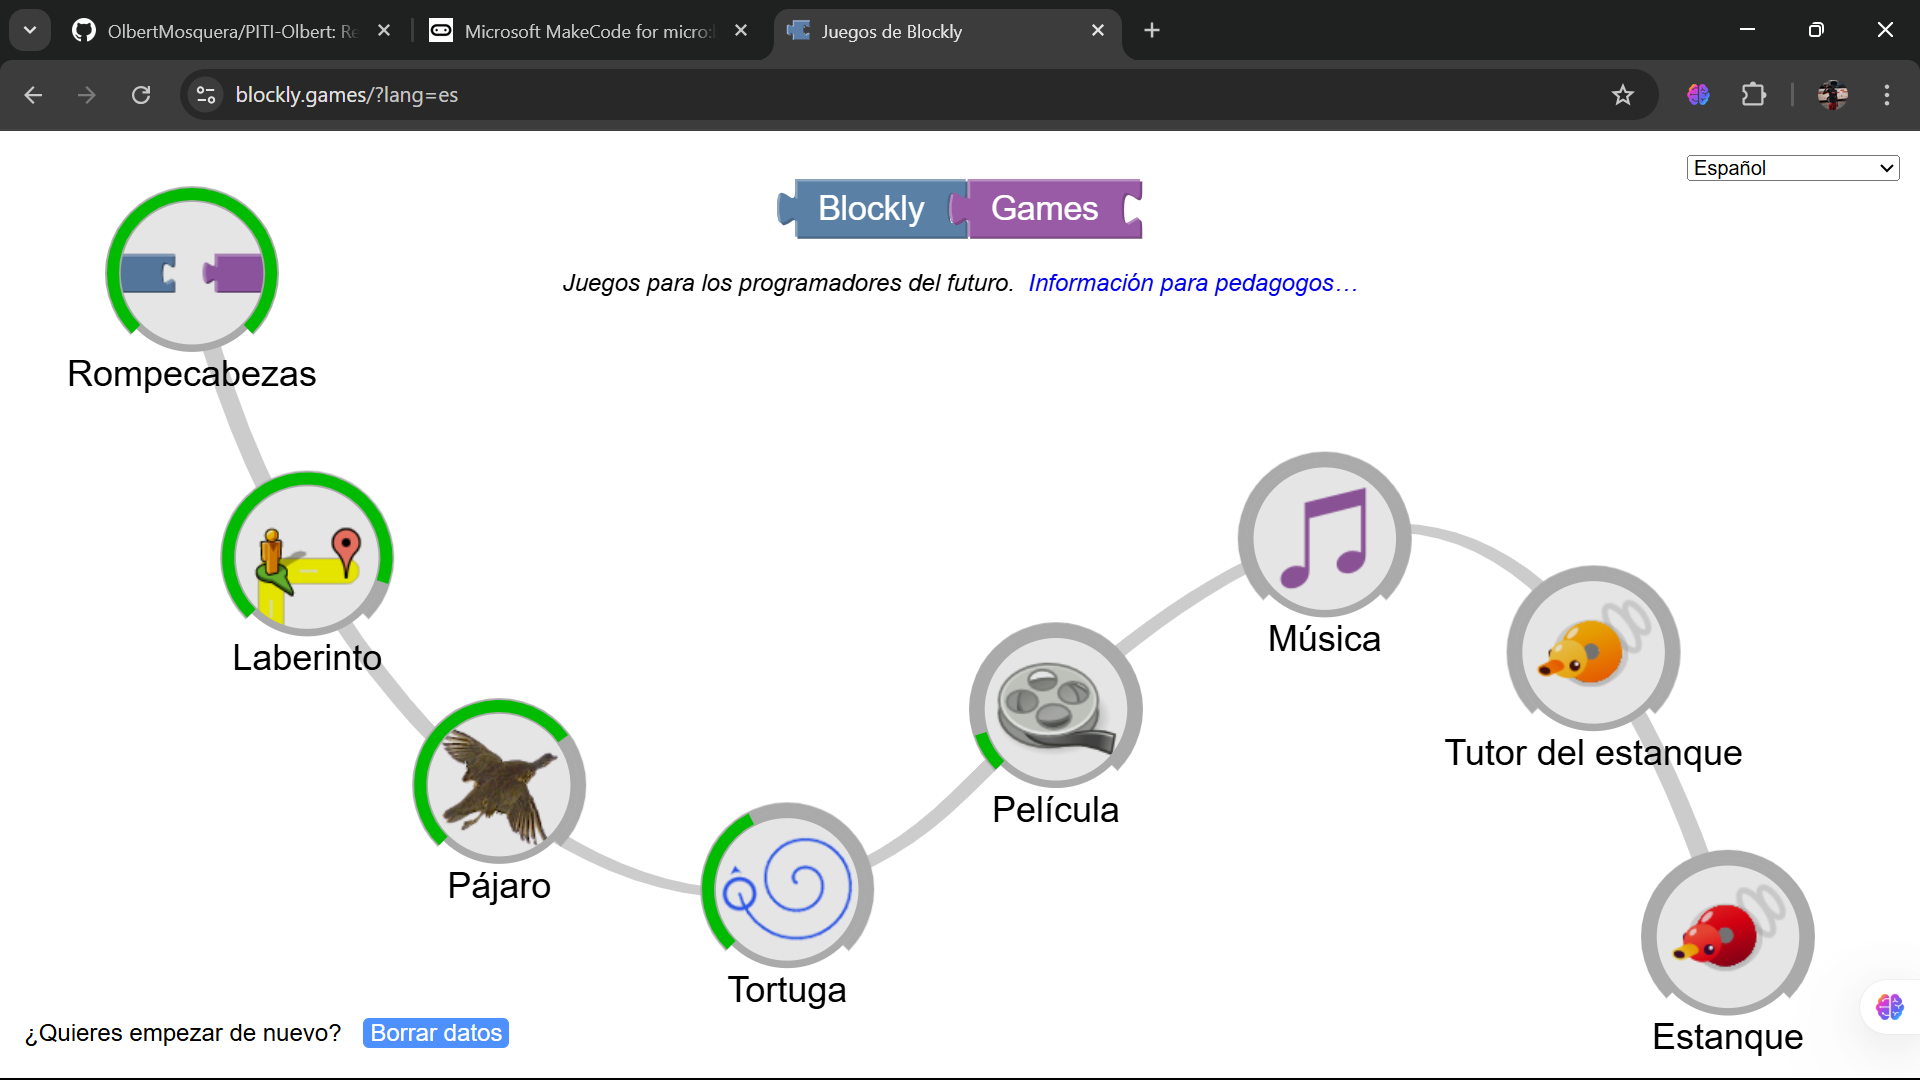 OlbertMosquera/PITI-Olbert: Re
Microsoft MakeCode for micro:
Juegos de Blockly
blockly.games/?lang=es
Español
Blockly Games
Juegos para los programadores del futuro. Información para pedagogos…
Rompecabezas
Laberinto
Pájaro
Tortuga
Película
Música
Tutor del estanque
Estanque
¿Quieres empezar de nuevo? Borrar datos